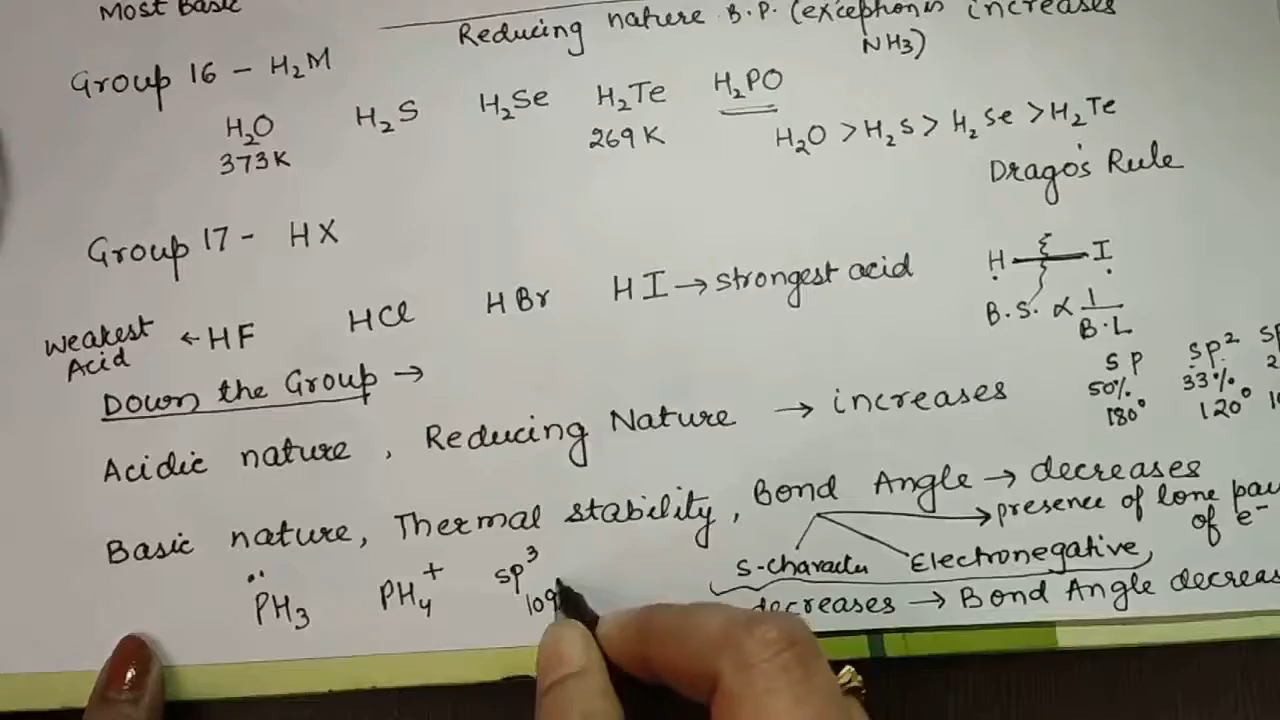 Most Basic
Reducing nature B.P. (exceptions increases
NH3)
Group 16 - H2M
H2O H2S H2Se H2Te H2PO
373K 269K
H2O > H2S > H2Se > H2Te
Drago's Rule
Group 17 - HX
Weakest Acid ← HF HCl HBr HI → strongest acid
H I
B.S. ∝ 1/B.L
Down the Group →
sp sp²
50% 33%
180° 120°
Acidic nature, Reducing Nature → increases
Basic nature, Thermal stability, Bond Angle → decreases
presence of lone pai
of e⁻
S-character Electronegative,
decreases → Bond Angle decreas
PH3 PH4+ sp³
109